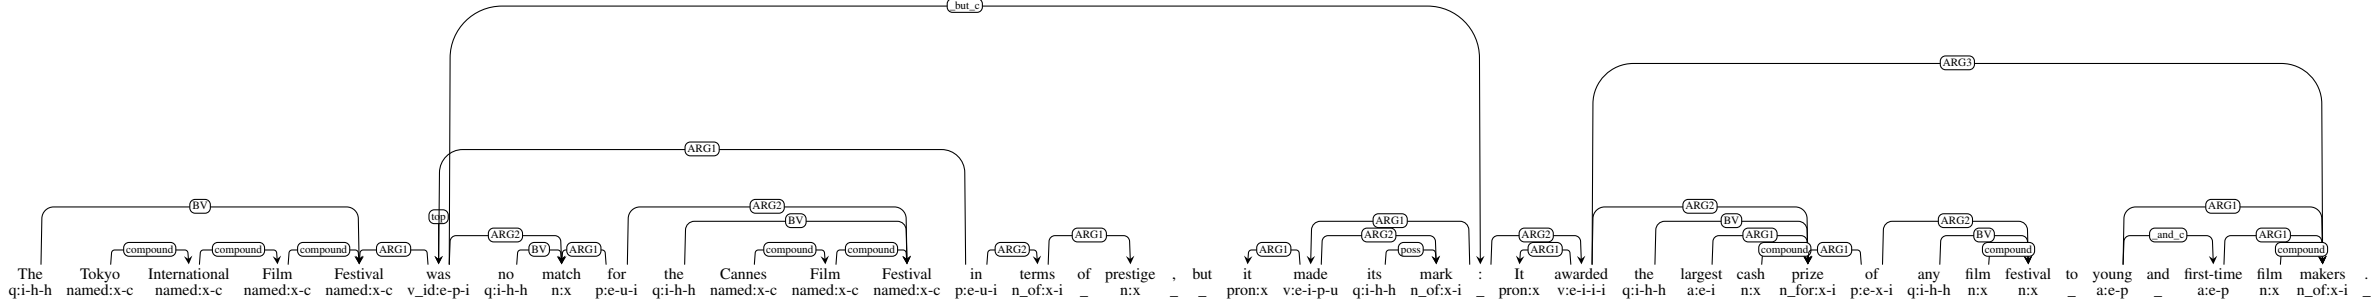 _but_c
ARG3
ARG1
BV ARG2 ARG2 ARG1
top BV ARG1 BV ARG2
ARG2 ARG1 ARG2 ARG2 ARG1 BV _and_c
compound compound compound ARG1 BV ARG1 compound compound ARG2 ARG1 poss ARG1 compound ARG1 compound ARG1 compound
The Tokyo International Film Festival was no match for the Cannes Film Festival in terms of prestige , but it made its mark : It awarded the largest cash prize of any film festival to young and first-time film makers .
q:i-h-h named:x-c named:x-c named:x-c named:x-c v_id:e-p-i q:i-h-h n:x p:e-u-i q:i-h-h named:x-c named:x-c named:x-c p:e-u-i n_of:x-i _ n:x _ _ pron:x v:e-i-p-u q:i-h-h n_of:x-i _ pron:x v:e-i-i-i q:i-h-h a:e-i n:x n_for:x-i p:e-x-i q:i-h-h n:x n:x _ a:e-p _ a:e-p n:x n_of:x-i _